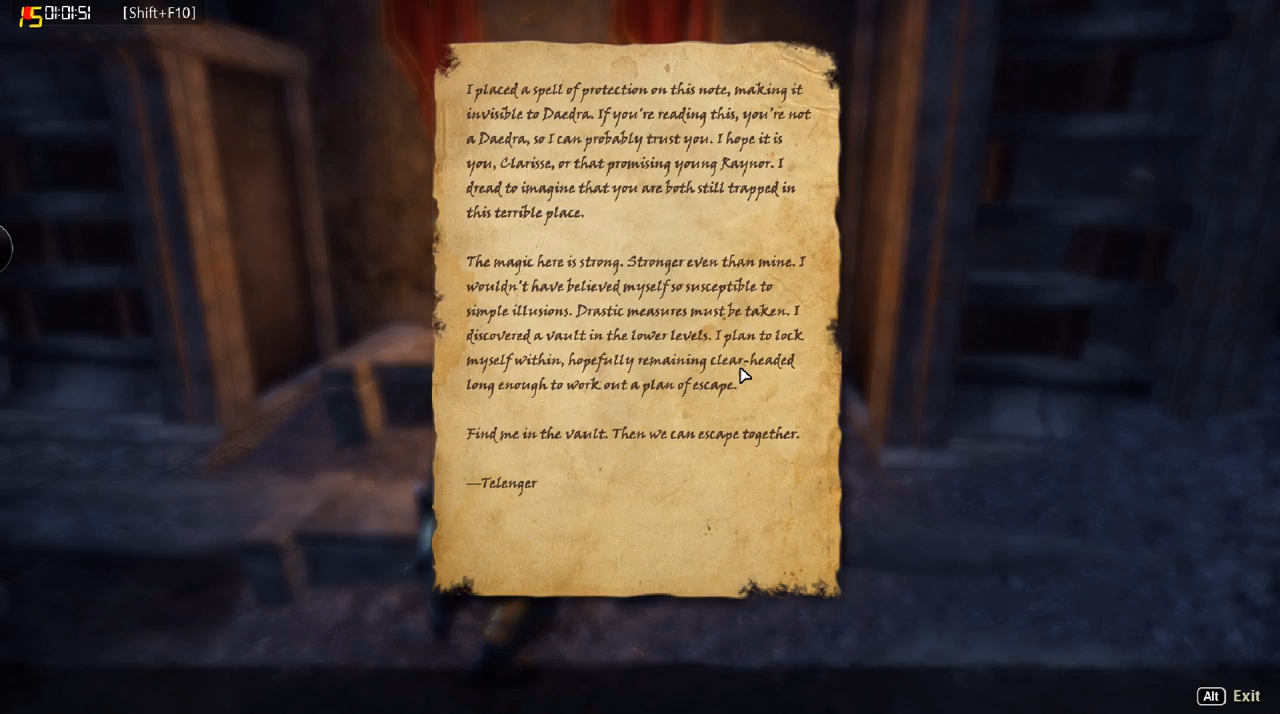 15 01:01:51 [Shift+F10]
I placed a spell of protection on this note, making it
invisible to Daedra. If you're reading this, you're not
a Daedra, so I can probably trust you. I hope it is
you, Clarisse, or that promising young Raynor. I
dread to imagine that you are both still trapped in
this terrible place.
The magic here is strong. Stronger even than mine. I
wouldn't have believed myself so susceptible to
simple illusions. Drastic measures must be taken. I
discovered a vault in the lower levels. I plan to lock
myself within, hopefully remaining clear-headed
long enough to work out a plan of escape.
Find me in the vault. Then we can escape together.
—Telenger
Alt Exit